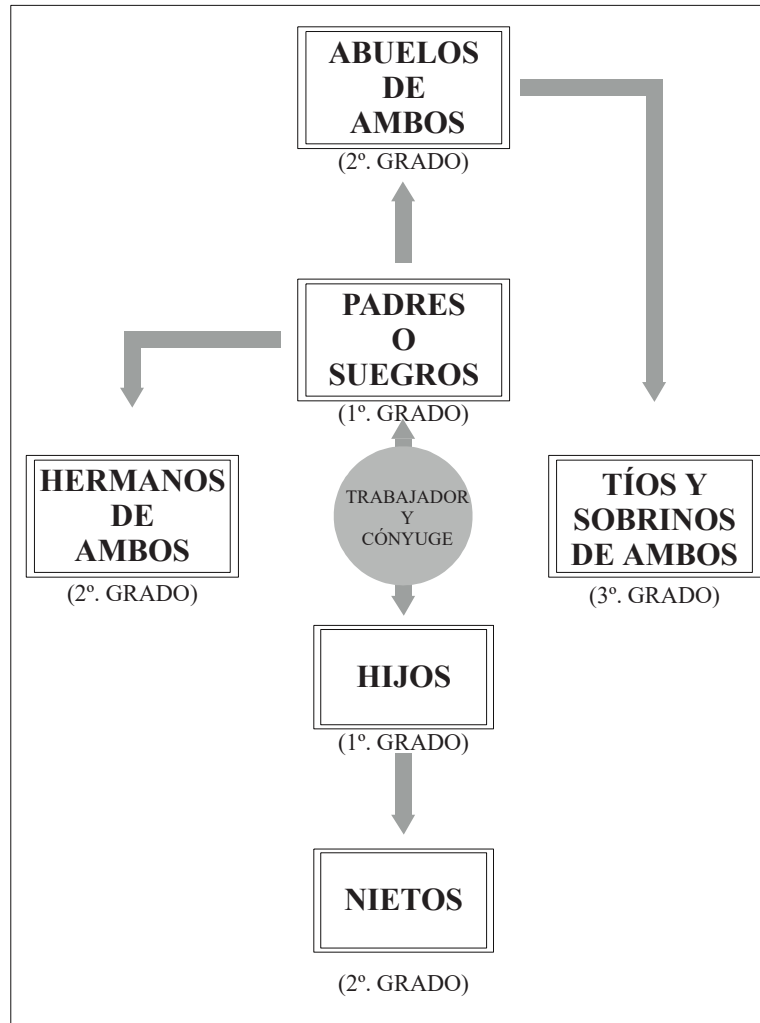 ABUELOS
DE
AMBOS
(2º. GRADO)
PADRES
O
SUEGROS
(1º. GRADO)
HERMANOS
DE
AMBOS
(2º. GRADO)
TRABAJADOR
Y
CÓNYUGE
TÍOS Y
SOBRINOS
DE AMBOS
(3º. GRADO)
HIJOS
(1º. GRADO)
NIETOS
(2º. GRADO)